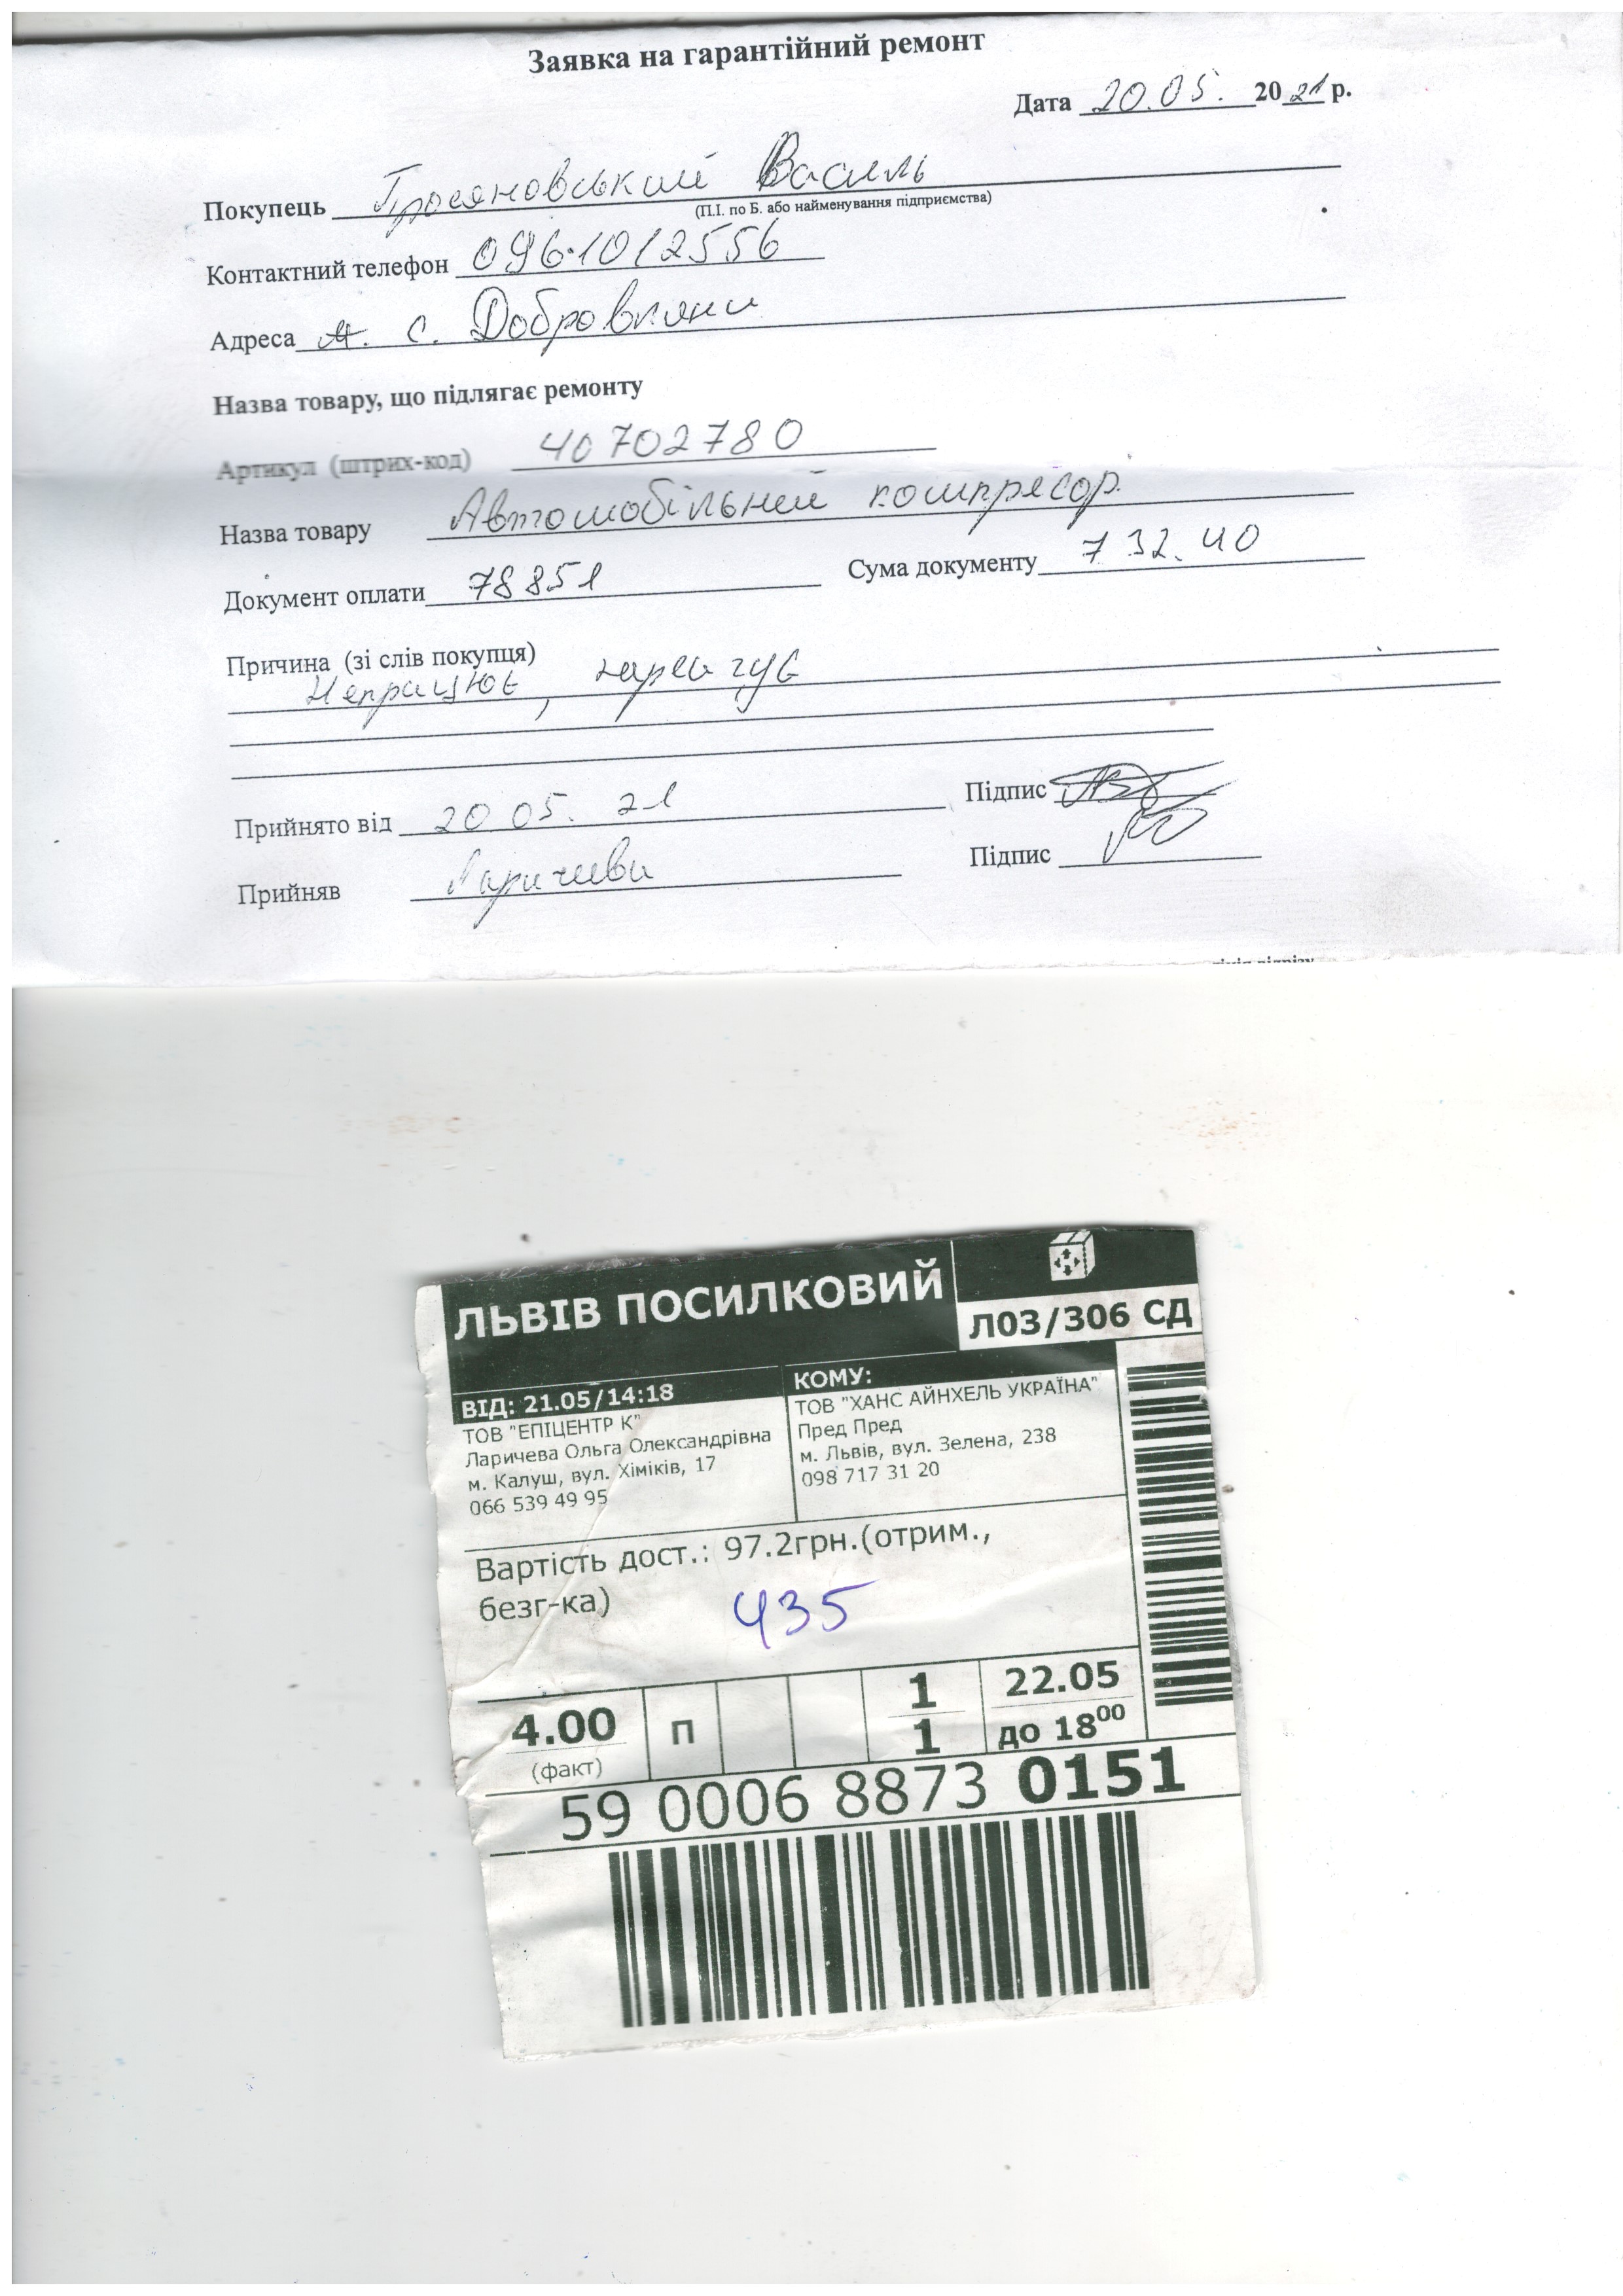 Заявка на гарантійний ремонт
Дата 20.05. 2021 р.
Покупець Василь
(П.І. по Б. або найменування підприємства)
Контактний телефон 096.1012556
Адреса с. Добровляни
Назва товару, що підлягає ремонту
Артикул (штрих-код) 40702780
Назва товару Автомобільний компресор.
Документ оплати 78851 Сума документу 732.40
Причина (зі слів покупця)
Непрацює,
Прийнято від 20 05. 21 Підпис
Прийняв Ларичева Підпис
ЛЬВІВ ПОСИЛКОВИЙ
Л03/306 СД
ВІД: 21.05/14:18
ТОВ "ЕПІЦЕНТР К"
Ларичева Ольга Олександрівна
м. Калуш, вул. Хіміків, 17
066 539 49 95
КОМУ:
ТОВ "ХАНС АЙНХЕЛЬ УКРАЇНА"
Пред Пред
м. Львів, вул. Зелена, 238
098 717 31 20
Вартість дост.: 97.2грн.(отрим.,
безг-ка)
435
4.00 П 1 22.05
(факт) 1 до 18⁰⁰
59 0006 8873 0151